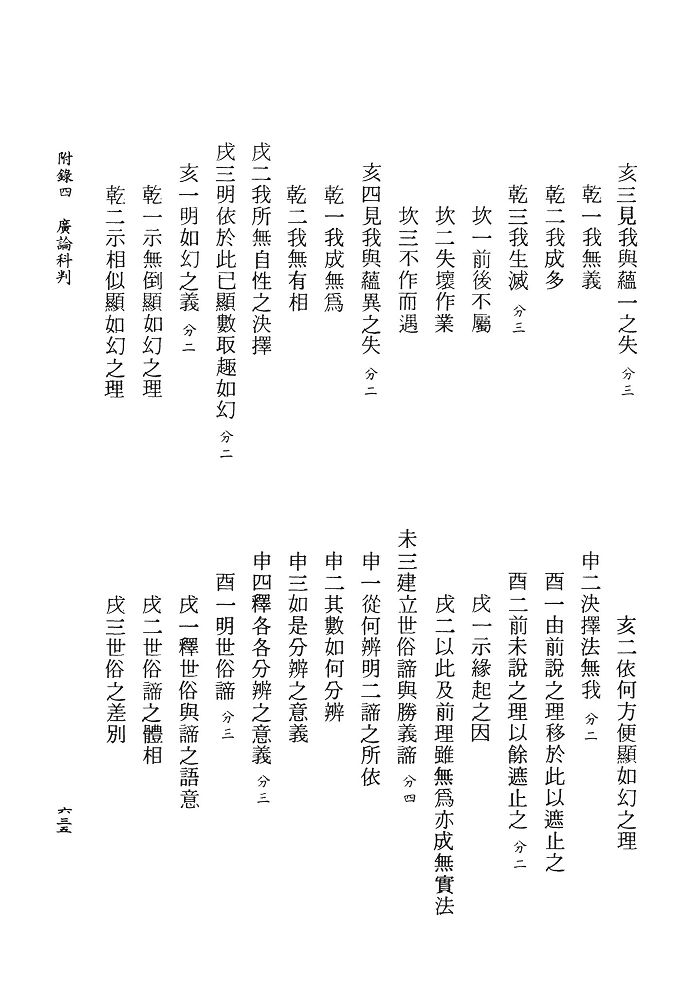 亥三見我與蘊一之失 分三
乾一我無義
乾二我成多
乾三我生滅 分三
坎一前後不屬
坎二失壞作業
坎三不作而遇
亥四見我與蘊異之失 分二
乾一我成無為
乾二我無有相
戌二我所無自性之決擇
戌三明依於此已顯數取趣如幻 分二
亥一明如幻之義 分二
乾一示無倒顯如幻之理
乾二示相似顯如幻之理
亥二依何方便顯如幻之理
申二決擇法無我 分二
酉一由前說之理移於此以遮止之
酉二前未說之理以餘遮止之 分二
戌一示緣起之因
戌二以此及前理雖無為亦成無實法
未三建立世俗諦與勝義諦 分四
申一從何辨明二諦之所依
申二其數如何分辨
申三如是分辨之意義
申四釋各各分辨之意義 分三
酉一明世俗諦 分三
戌一釋世俗與諦之語意
戌二世俗諦之體相
戌三世俗之差別
附錄四 廣論科判
六三五